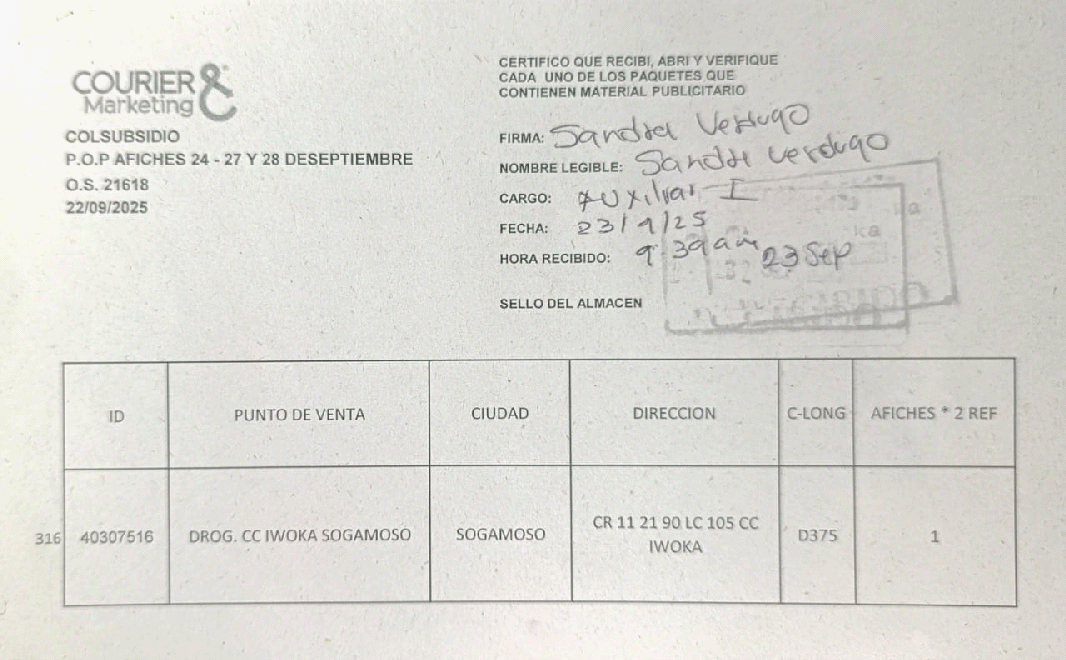 COURIER &
Marketing
COLSUBSIDIO
P.O.P AFICHES 24 - 27 Y 28 DESEPTIEMBRE
O.S. 21618
22/09/2025
CERTIFICO QUE RECIBI, ABRI Y VERIFIQUE
CADA UNO DE LOS PAQUETES QUE
CONTIENEN MATERIAL PUBLICITARIO
FIRMA: Sandra Verdugo
NOMBRE LEGIBLE: Sandra Verdugo
CARGO: Auxiliar I
FECHA: 23/9/25
HORA RECIBIDO: 9:39 am 23 Sep
SELLO DEL ALMACEN
ID PUNTO DE VENTA CIUDAD DIRECCION C-LONG AFICHES * 2 REF
316 40307516 DROG. CC IWOKA SOGAMOSO SOGAMOSO CR 11 21 90 LC 105 CC IWOKA D375 1